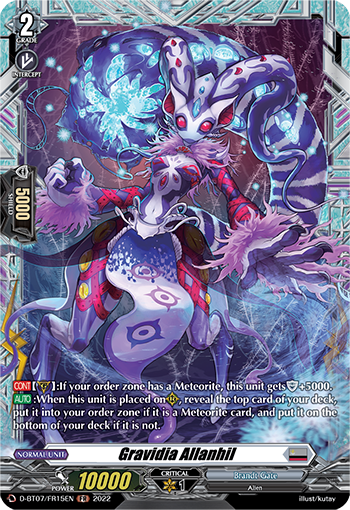 2
GRADE
INTERCEPT
5000
SHIELD
CONT【】:If your order zone has a Meteorite, this unit gets +5000.
AUTO:When this unit is placed on , reveal the top card of your deck,
put it into your order zone if it is a Meteorite card, and put it on the
bottom of your deck if it is not.
NORMAL UNIT
Gravidia Allanhil
POWER 10000
CRITICAL
1
Brandt Gate
Alien
D-BT07/FR15EN FR 2022
illust/kutay